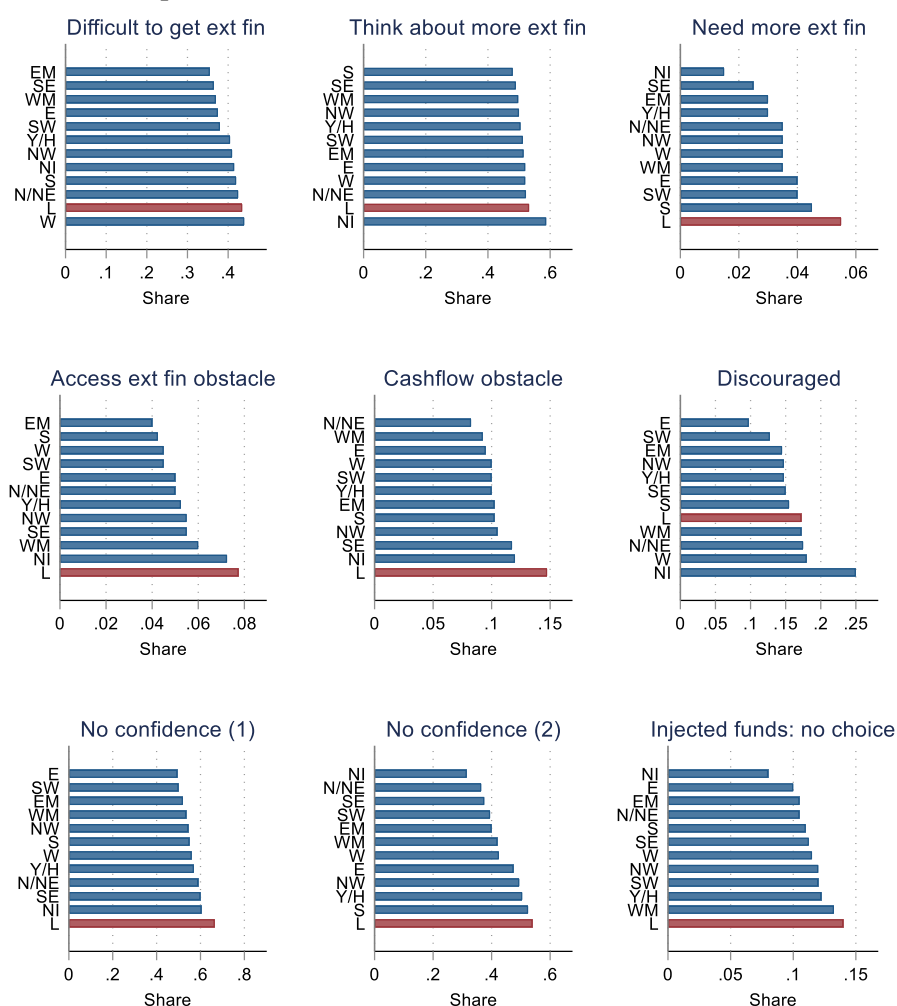 Difficult to get ext fin
EM
SE
WM
E
SW
Y/H
NW
NI
S
N/NE
L
W
0 .1 .2 .3 .4
Share
Think about more ext fin
S
SE
WM
NW
Y/H
SW
EM
E
W
N/NE
L
NI
0 .2 .4 .6
Share
Need more ext fin
NI
SE
EM
Y/H
N/NE
NW
W
WM
E
SW
S
L
0 .02 .04 .06
Share
Access ext fin obstacle
EM
S
W
SW
E
N/NE
Y/H
NW
SE
WM
NI
L
0 .02 .04 .06 .08
Share
Cashflow obstacle
N/NE
WM
E
W
SW
Y/H
EM
S
NW
SE
NI
L
0 .05 .1 .15
Share
Discouraged
E
SW
EM
NW
Y/H
SE
S
L
WM
N/NE
W
NI
0 .05 .1 .15 .2 .25
Share
No confidence (1)
E
SW
EM
WM
NW
S
W
Y/H
N/NE
SE
NI
L
0 .2 .4 .6 .8
Share
No confidence (2)
NI
N/NE
SE
SW
EM
WM
W
E
NW
Y/H
S
L
0 .2 .4 .6
Share
Injected funds: no choice
NI
E
EM
N/NE
S
SE
W
NW
SW
Y/H
WM
L
0 .05 .1 .15
Share